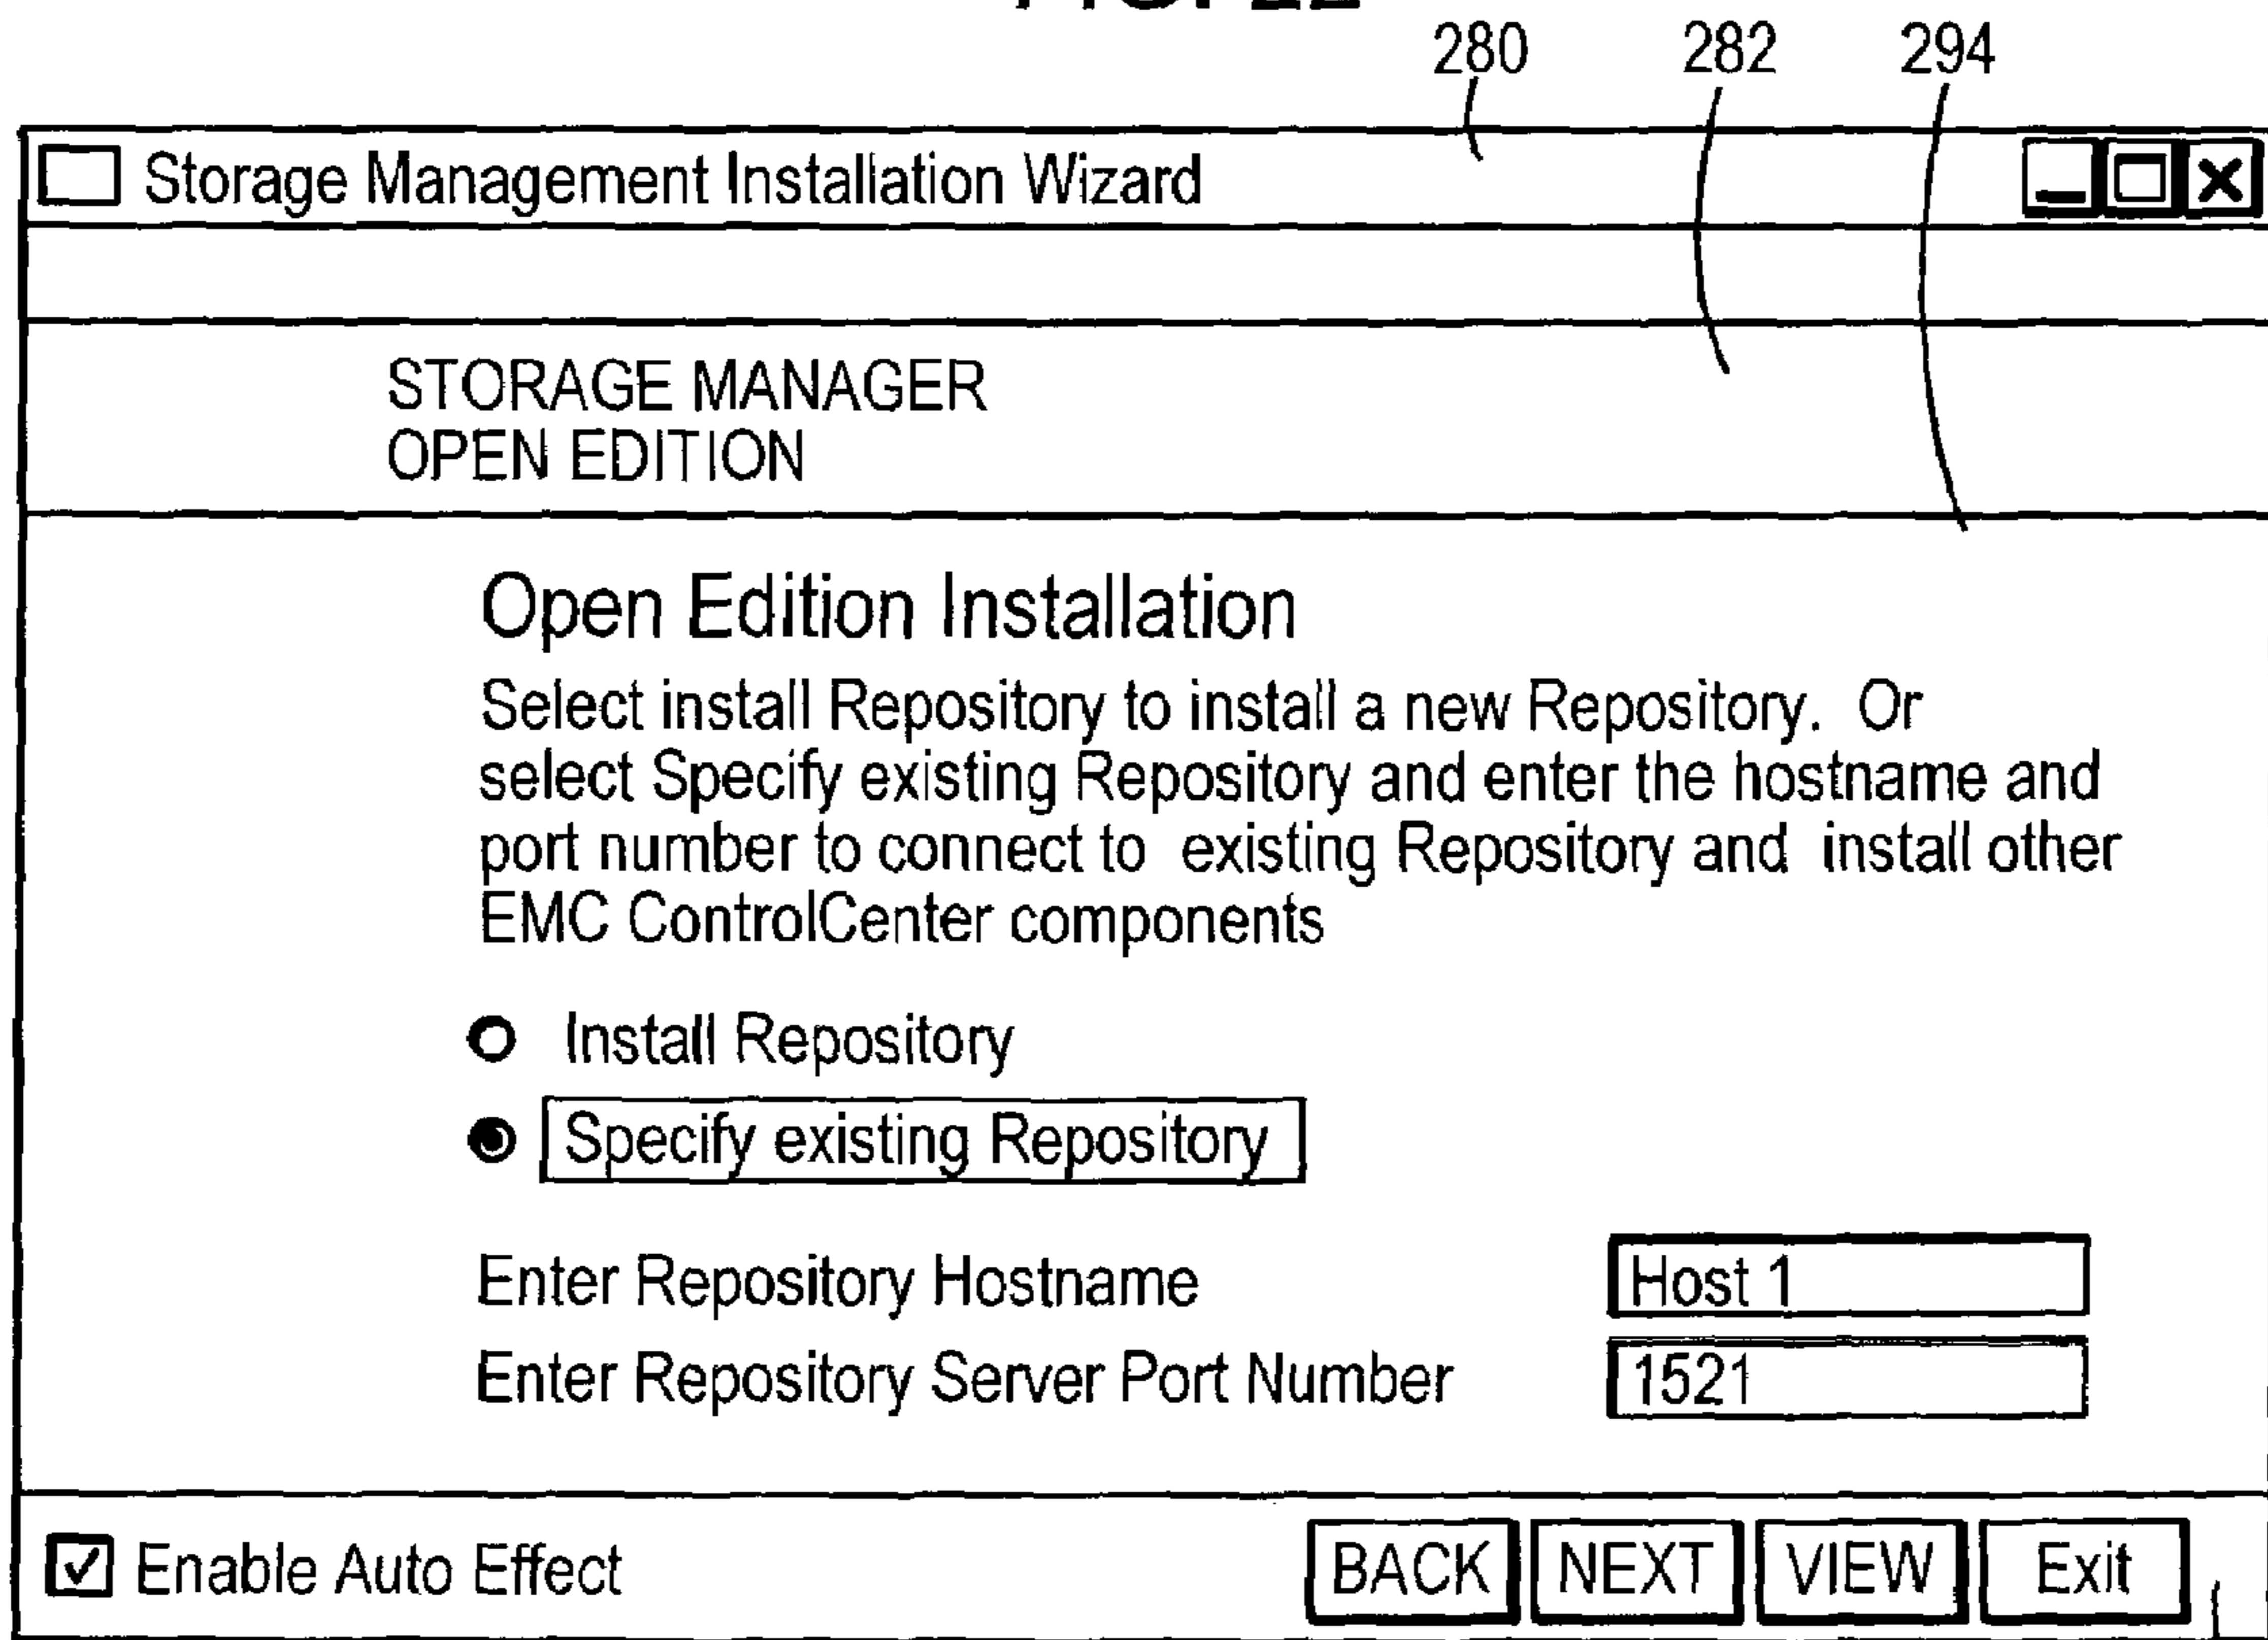 280 282 294
Storage Management Installation Wizard
STORAGE MANAGER
OPEN EDITION
Open Edition Installation
Select install Repository to install a new Repository. Or
select Specify existing Repository and enter the hostname and
port number to connect to existing Repository and install other
EMC ControlCenter components
Install Repository
Specify existing Repository
Enter Repository Hostname Host 1
Enter Repository Server Port Number 1521
Enable Auto Effect BACK NEXT VIEW Exit